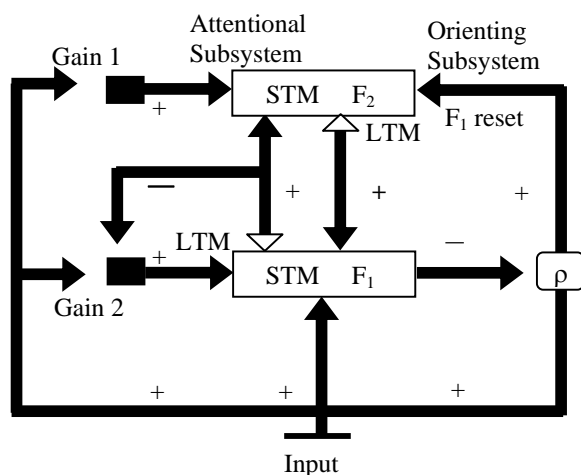 Attentional
Subsystem
Orienting
Subsystem
Gain 1
+
STM F₂
F₁ reset
LTM
—
+
+
+
LTM
+
—
STM F₁
ρ
Gain 2
+
+
+
Input